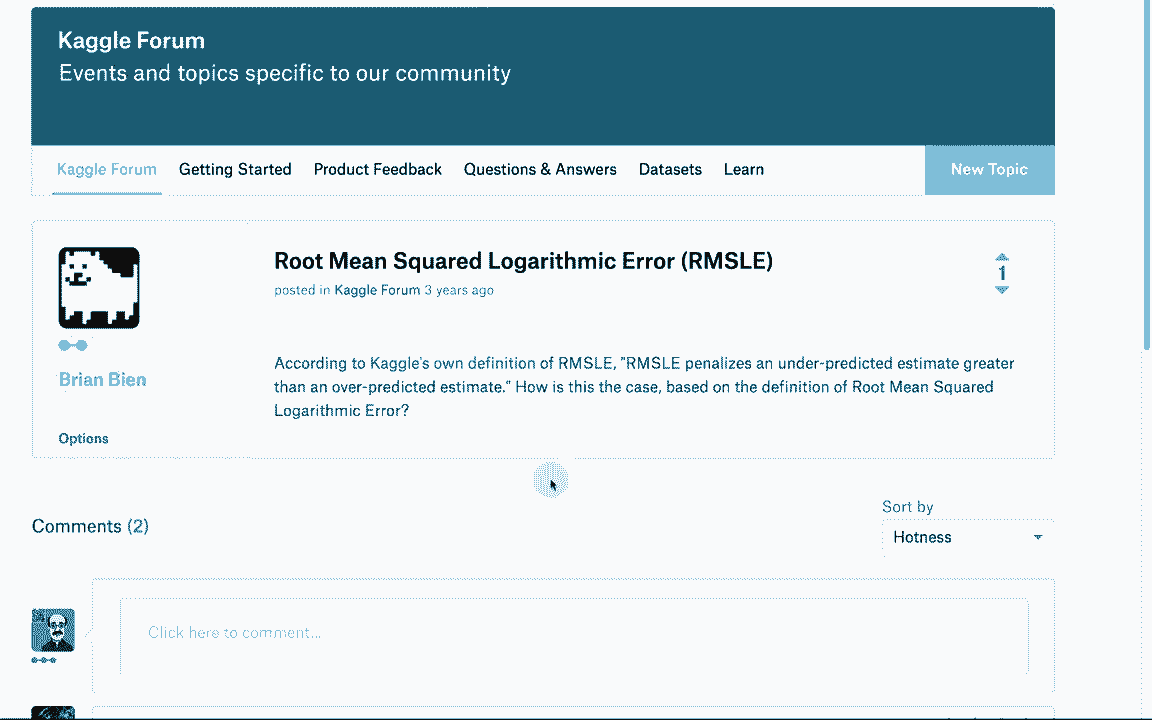 Kaggle Forum
Events and topics specific to our community
Kaggle Forum Getting Started Product Feedback Questions & Answers Datasets Learn New Topic
Root Mean Squared Logarithmic Error (RMSLE)
posted in Kaggle Forum 3 years ago
1
According to Kaggle's own definition of RMSLE, "RMSLE penalizes an under-predicted estimate greater
than an over-predicted estimate." How is this the case, based on the definition of Root Mean Squared
Logarithmic Error?
Brian Bien
Options
Comments (2)
Sort by
Hotness
Click here to comment...